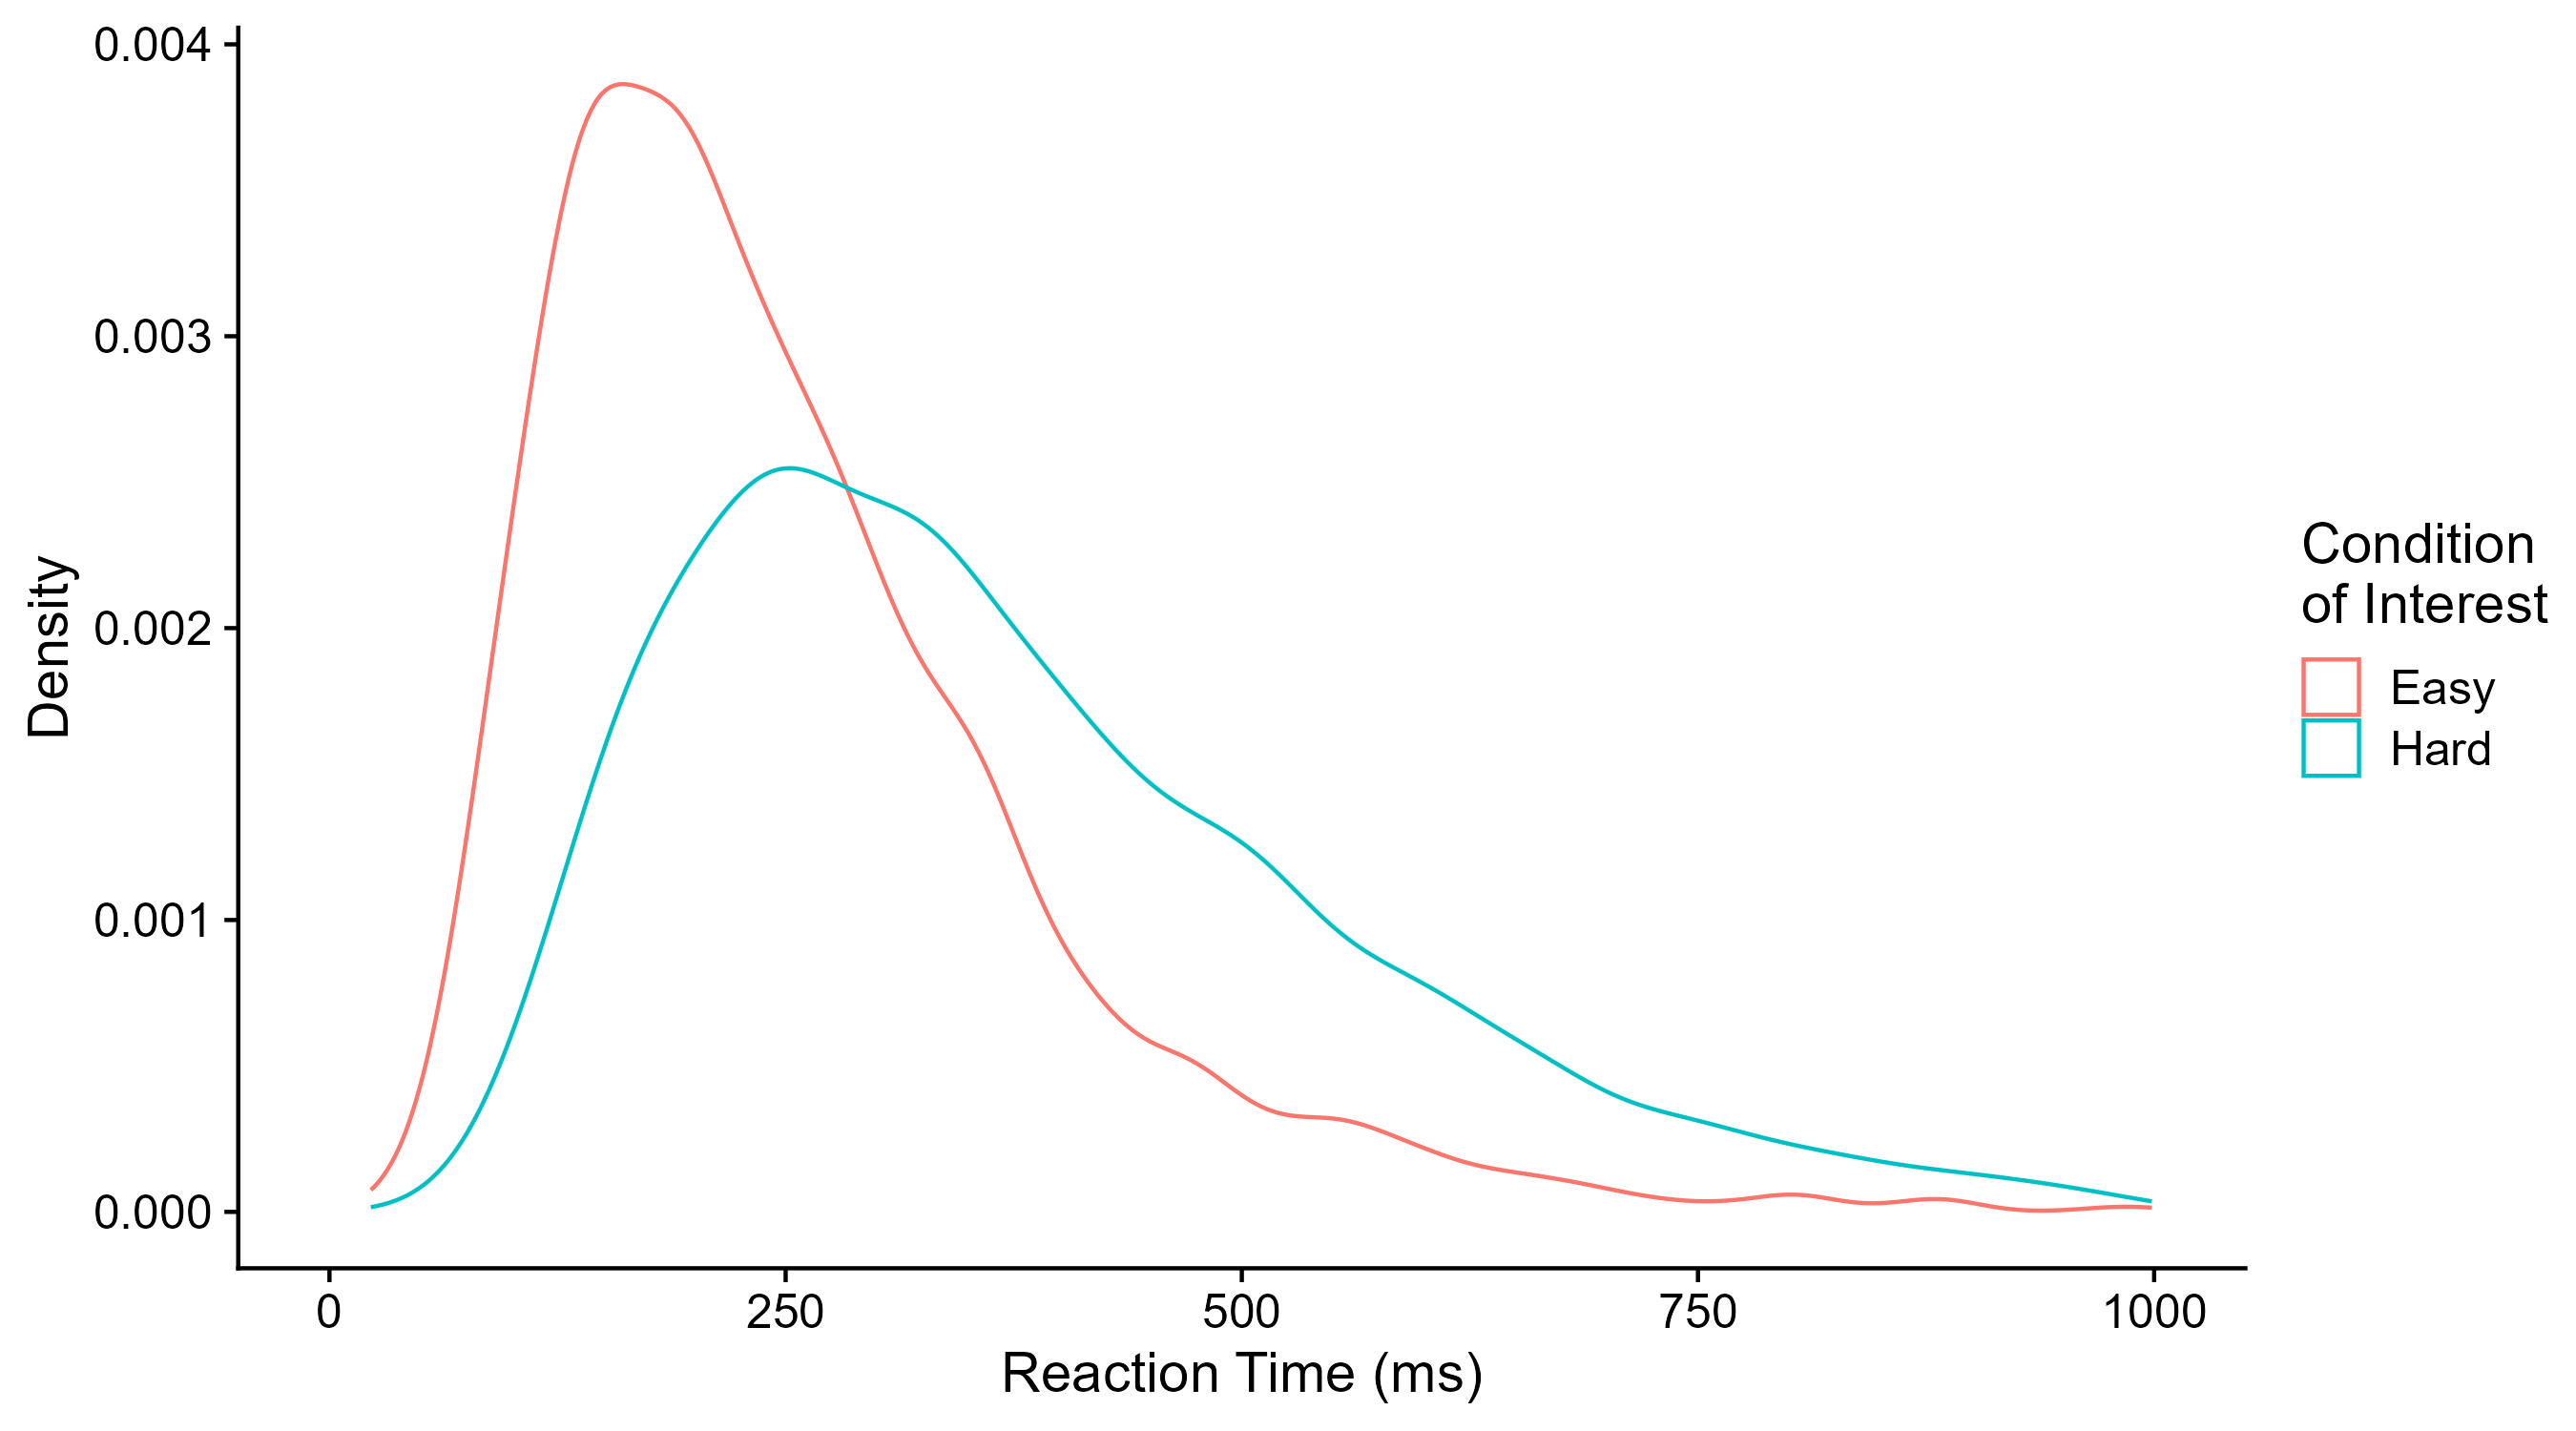 0.004
0.003
0.002
0.001
0.000
Density
0
250
500
750
1000
Reaction Time (ms)
Condition
of Interest
Easy
Hard